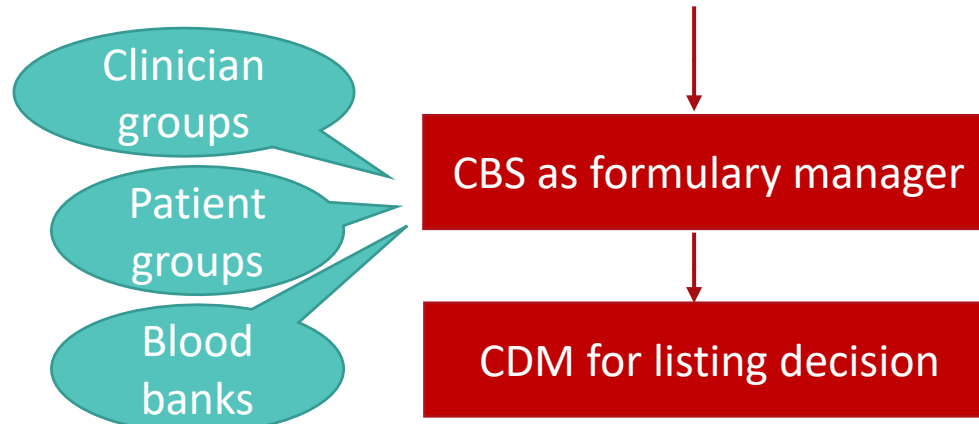 Clinician
groups
Patient
groups
Blood
banks
CBS as formulary manager
CDM for listing decision